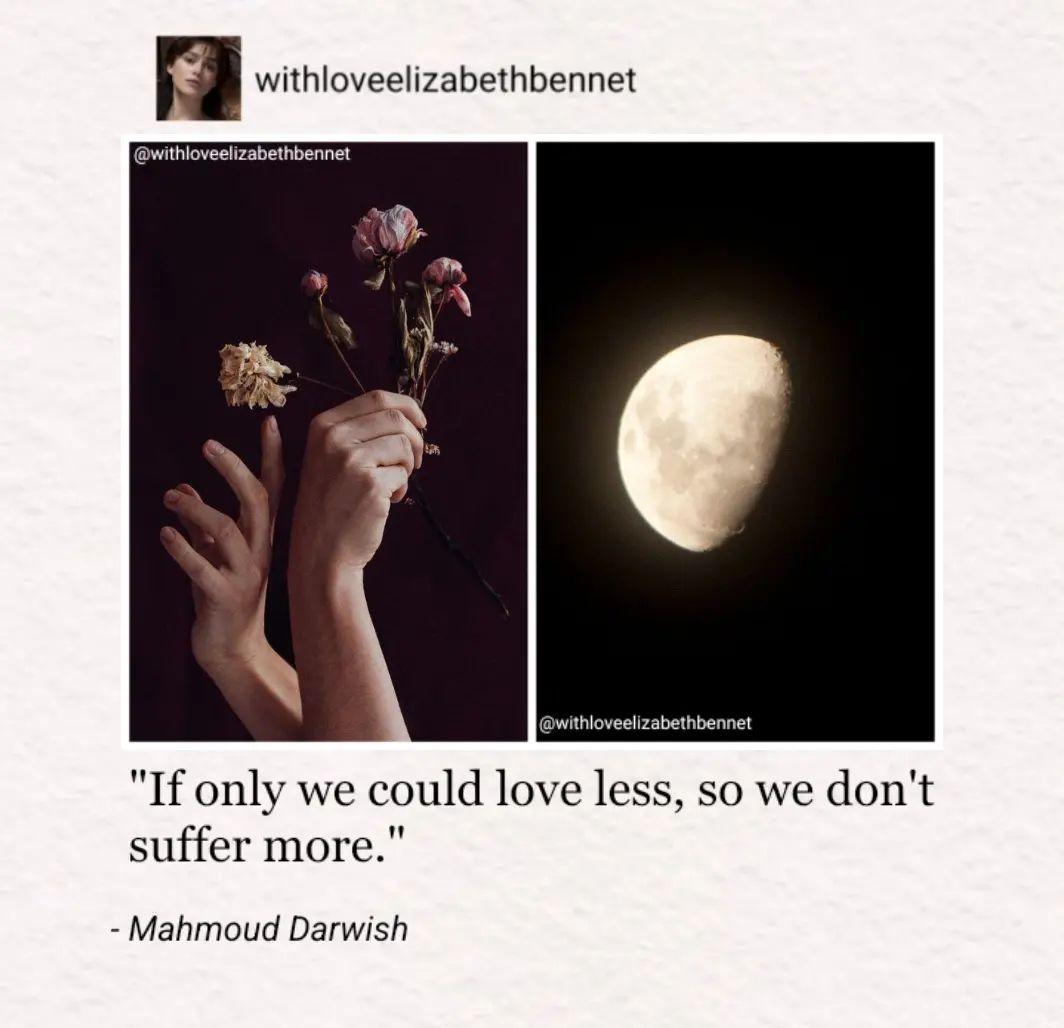 withloveelizabethbennet
@withloveelizabethbennet
@withloveelizabethbennet
"If only we could love less, so we don't
suffer more."
- Mahmoud Darwish